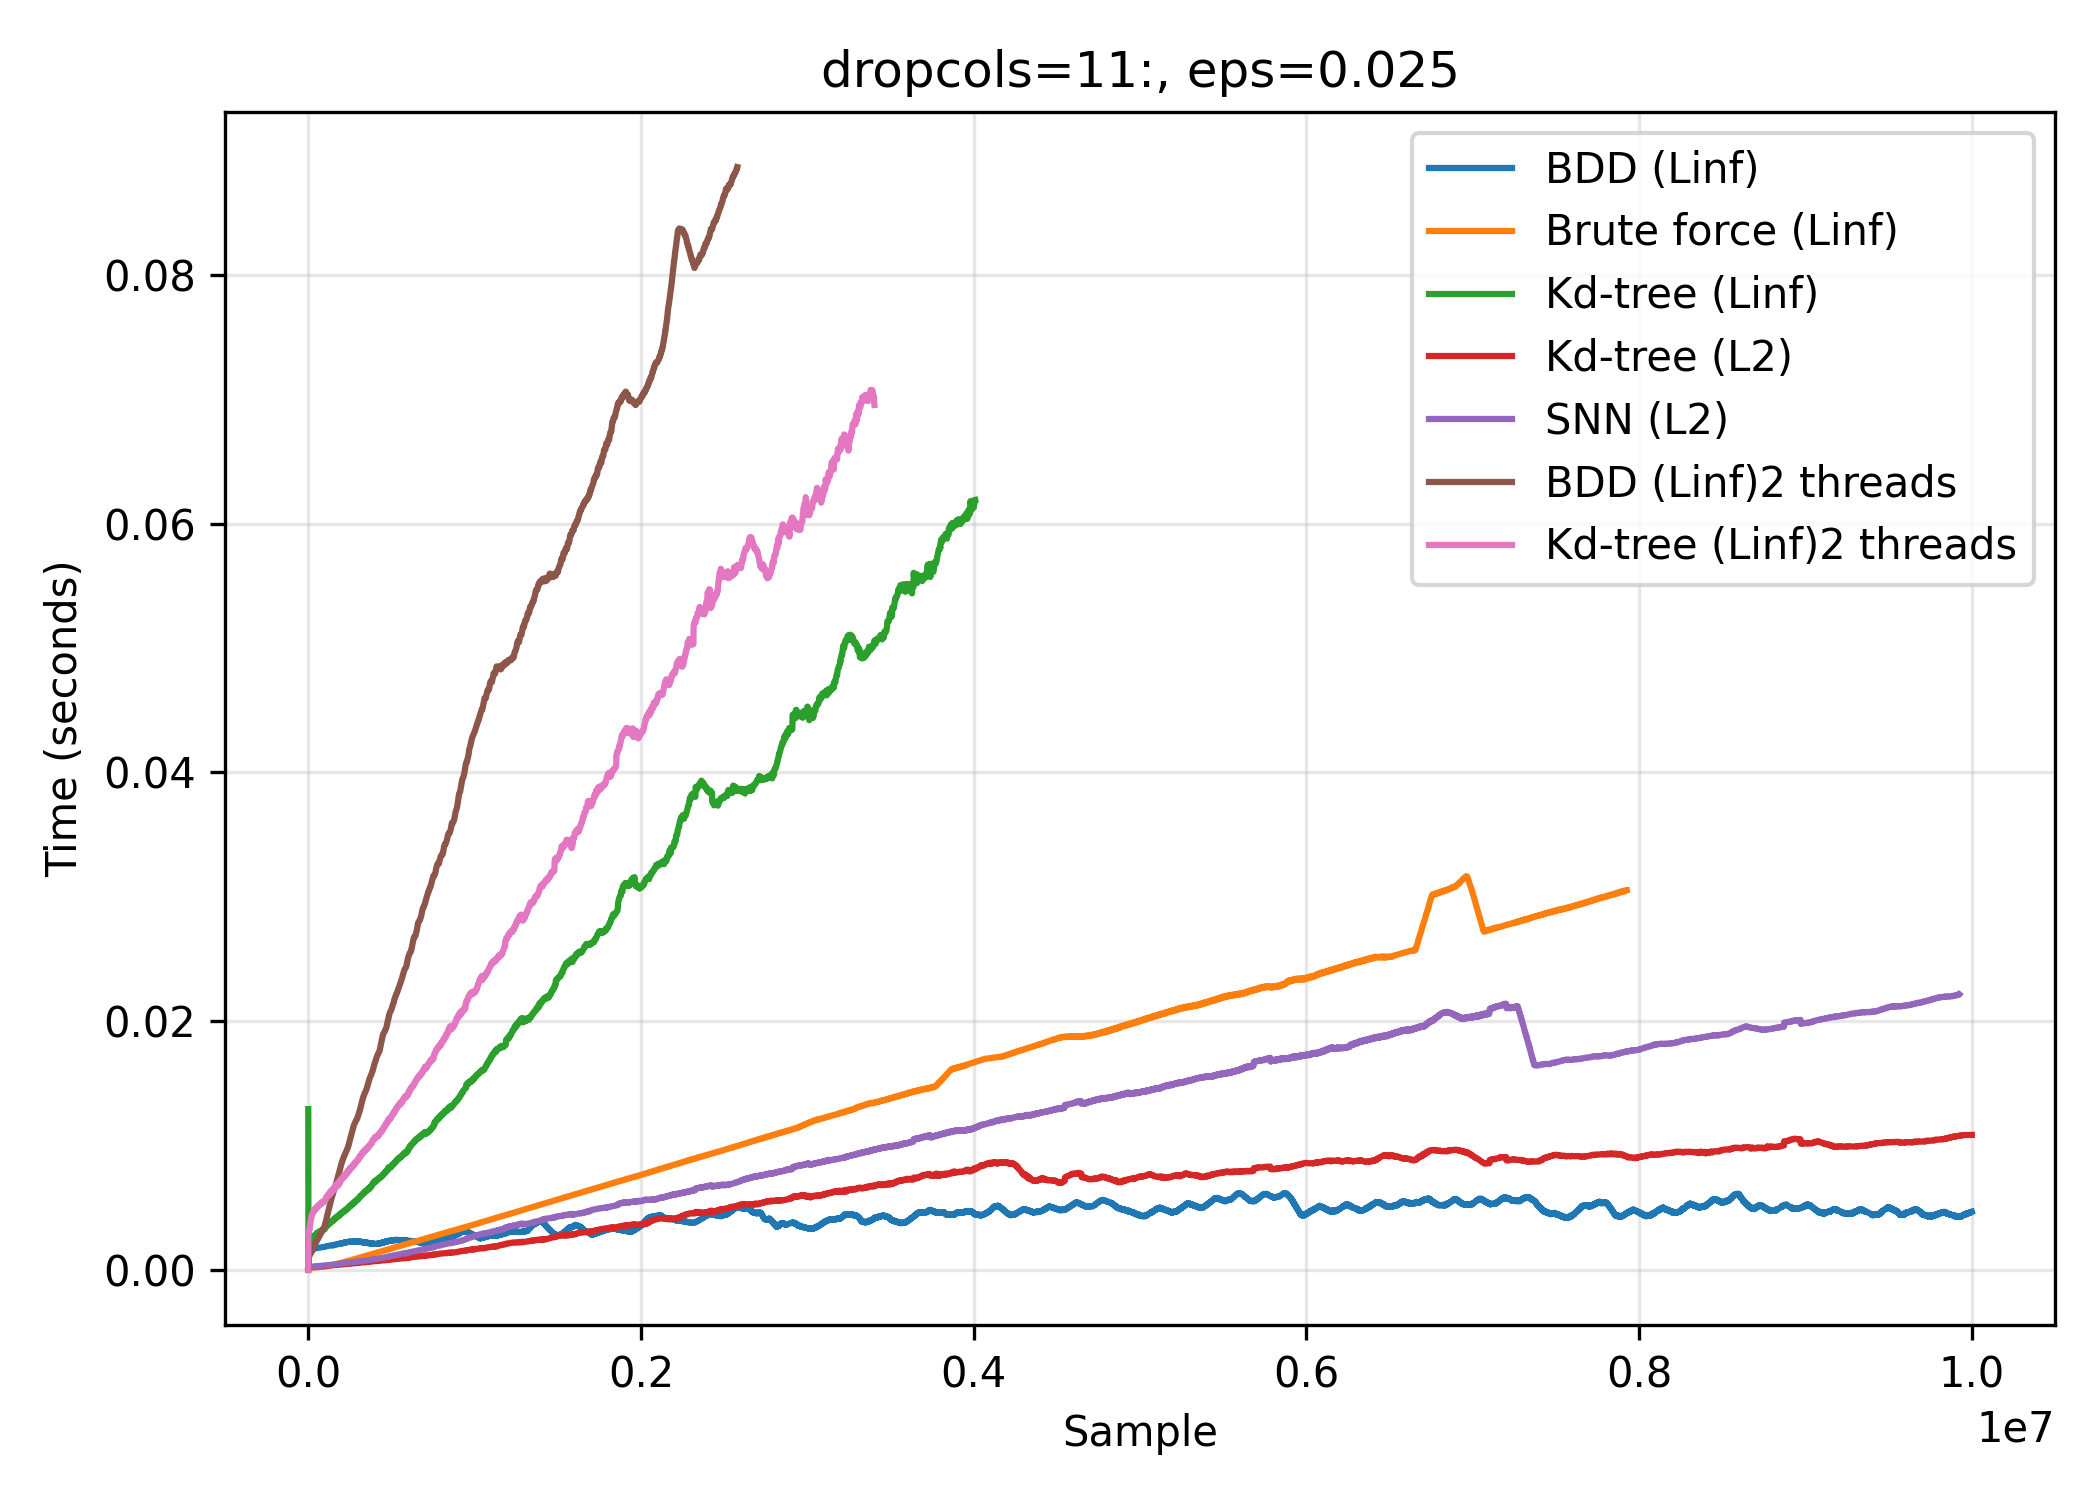 dropcols=11:, eps=0.025
BDD (Linf)
Brute force (Linf)
Kd-tree (Linf)
Kd-tree (L2)
SNN (L2)
BDD (Linf)2 threads
Kd-tree (Linf)2 threads
Time (seconds)
0.08
0.06
0.04
0.02
0.00
0.0 0.2 0.4 0.6 0.8 1.0
1e7
Sample